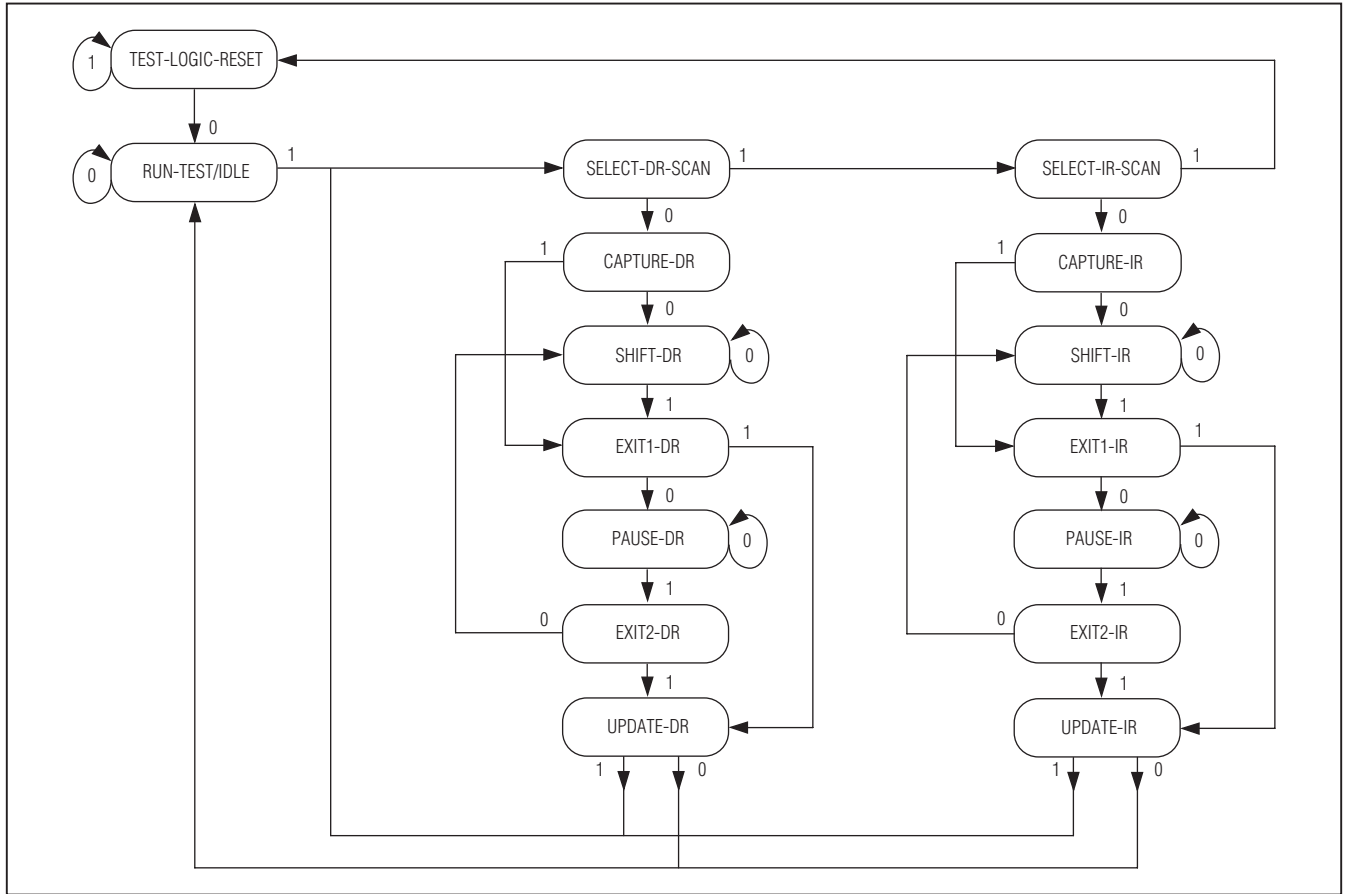 TEST-LOGIC-RESET
1
0
RUN-TEST/IDLE
1
0
SELECT-DR-SCAN
1
SELECT-IR-SCAN
1
0
0
1
CAPTURE-DR
1
CAPTURE-IR
0
0
SHIFT-DR
0
SHIFT-IR
0
1
1
EXIT1-DR
1
EXIT1-IR
1
0
0
PAUSE-DR
0
PAUSE-IR
0
1
1
0
EXIT2-DR
0
EXIT2-IR
1
1
UPDATE-DR
UPDATE-IR
1
0
1
0